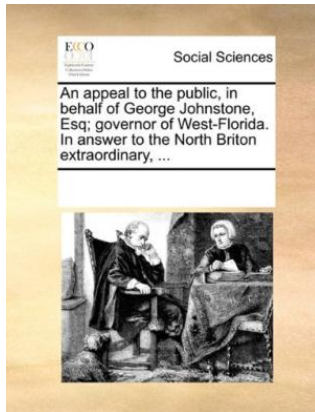 ECCO
Social Sciences
An appeal to the public, in
behalf of George Johnstone,
Esq; governor of West-Florida.
In answer to the North Briton
extraordinary, ...